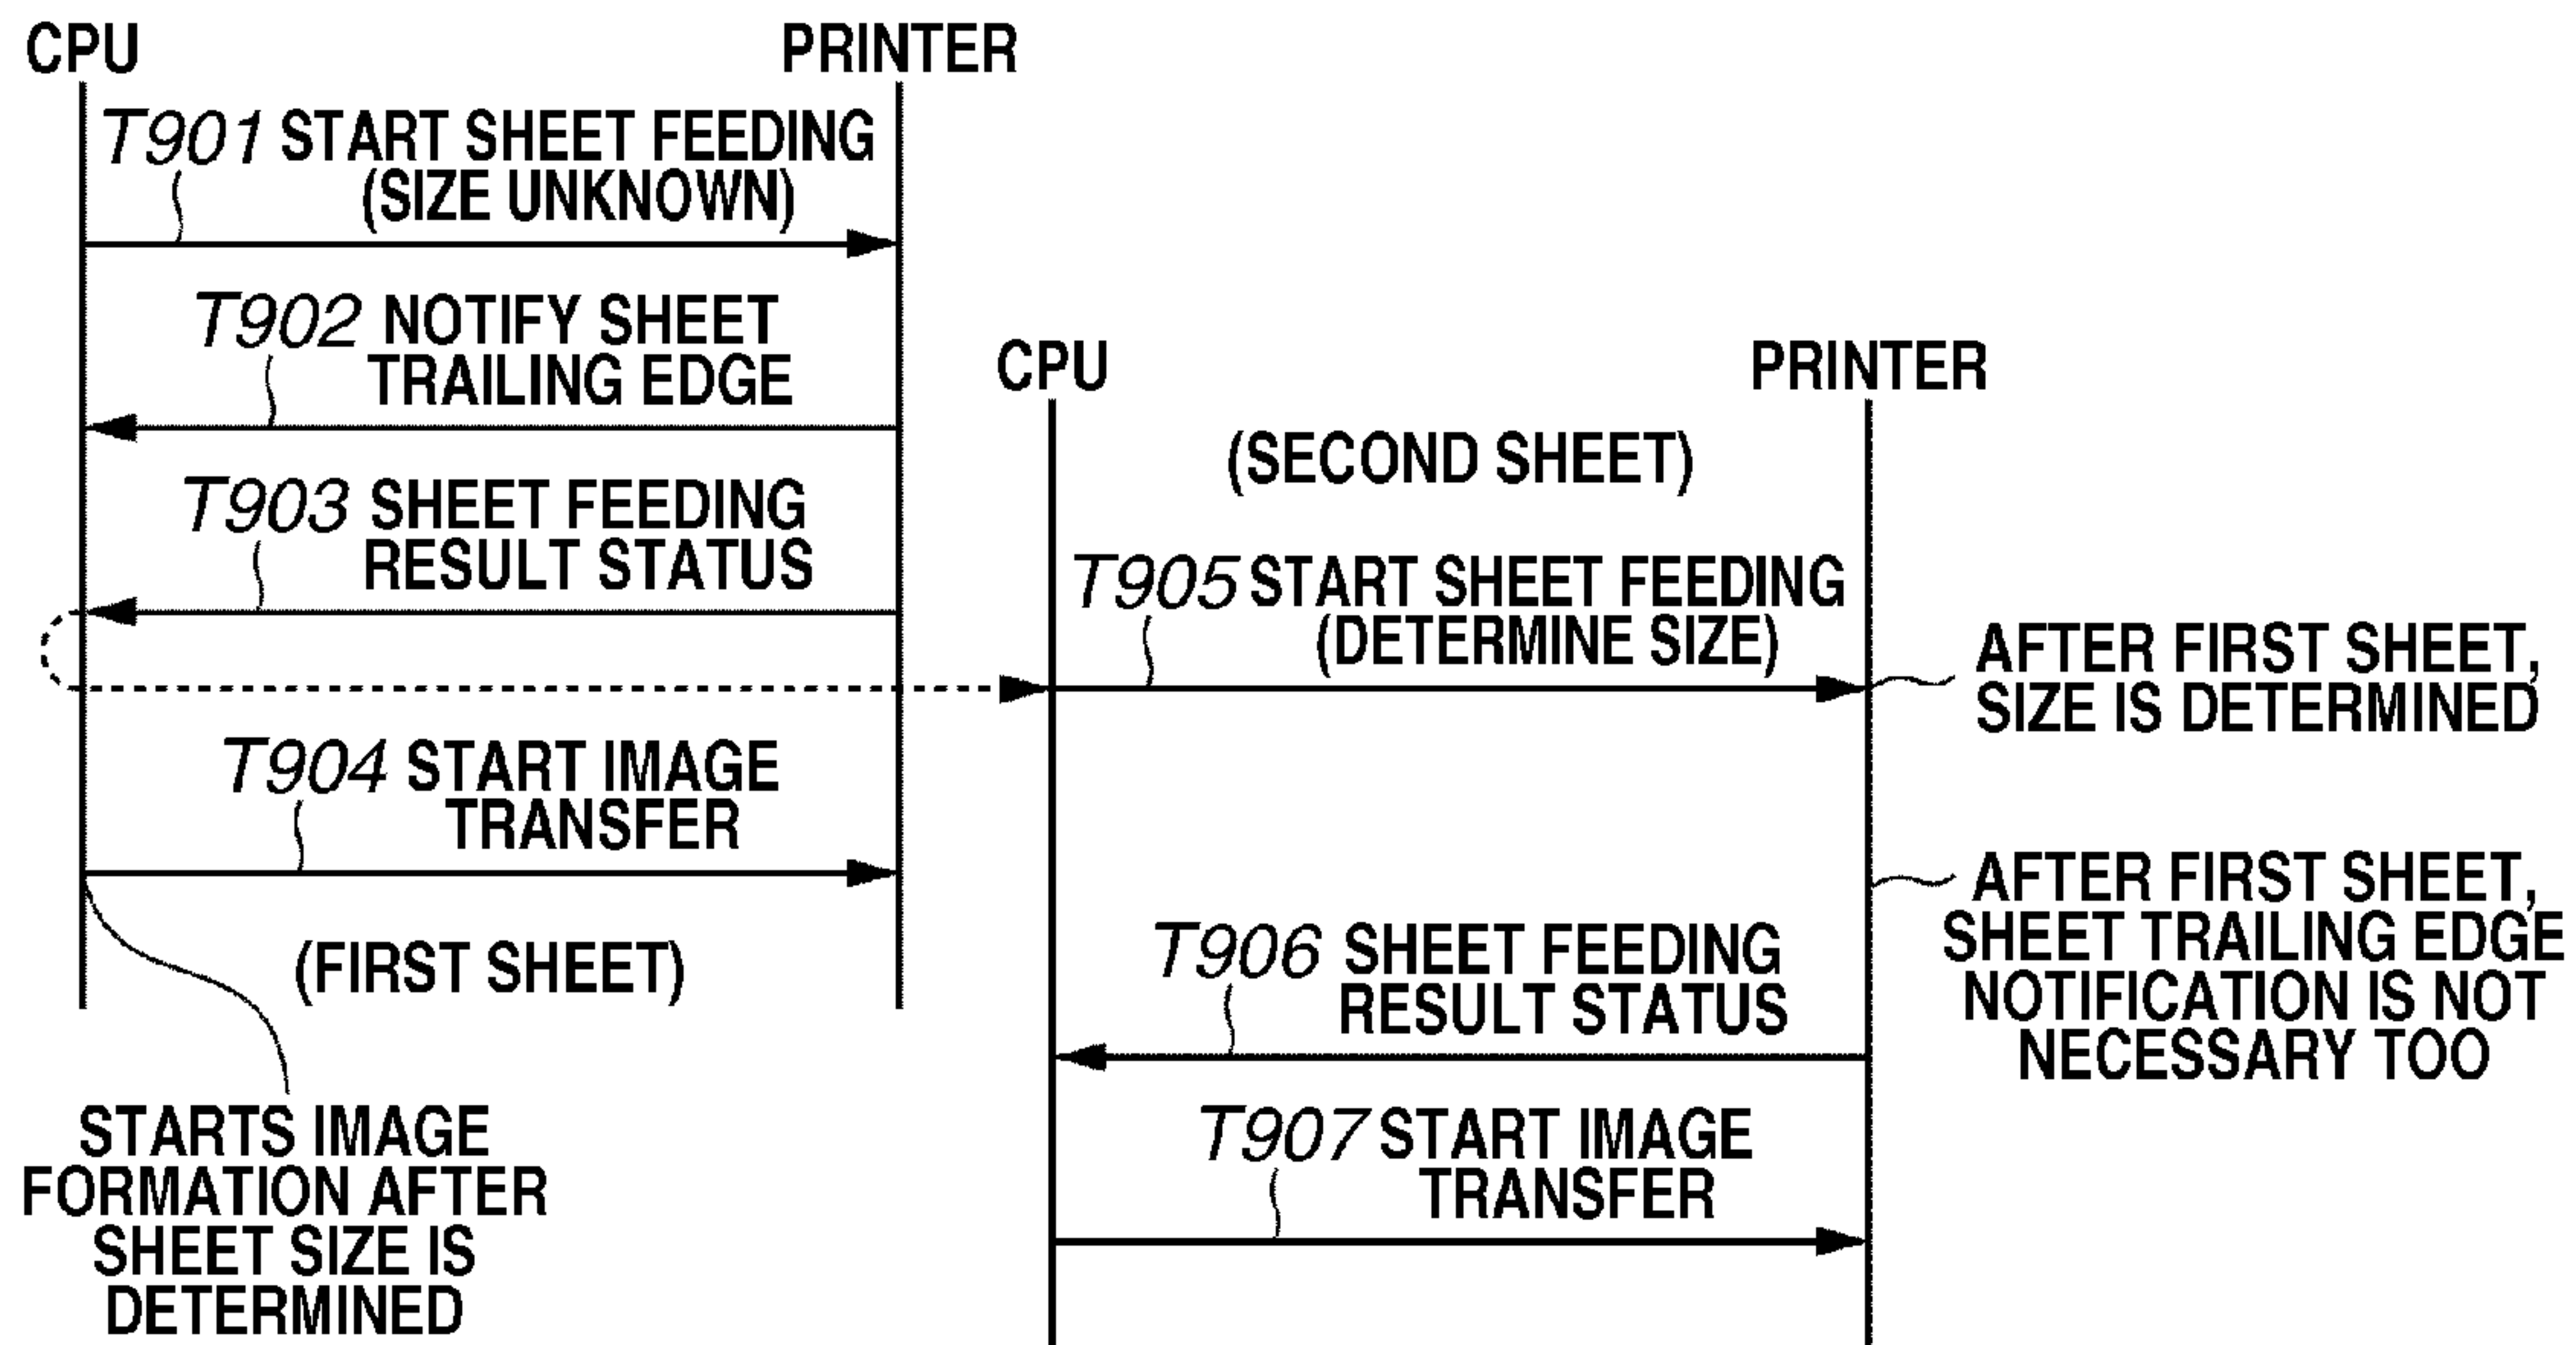 CPU
PRINTER
T901 START SHEET FEEDING
(SIZE UNKNOWN)
T902 NOTIFY SHEET
TRAILING EDGE
T903 SHEET FEEDING
RESULT STATUS
T904 START IMAGE
TRANSFER
(FIRST SHEET)
STARTS IMAGE
FORMATION AFTER
SHEET SIZE IS
DETERMINED
CPU
PRINTER
(SECOND SHEET)
T905 START SHEET FEEDING
(DETERMINE SIZE)
AFTER FIRST SHEET,
SIZE IS DETERMINED
AFTER FIRST SHEET,
SHEET TRAILING EDGE
NOTIFICATION IS NOT
NECESSARY TOO
T906 SHEET FEEDING
RESULT STATUS
T907 START IMAGE
TRANSFER